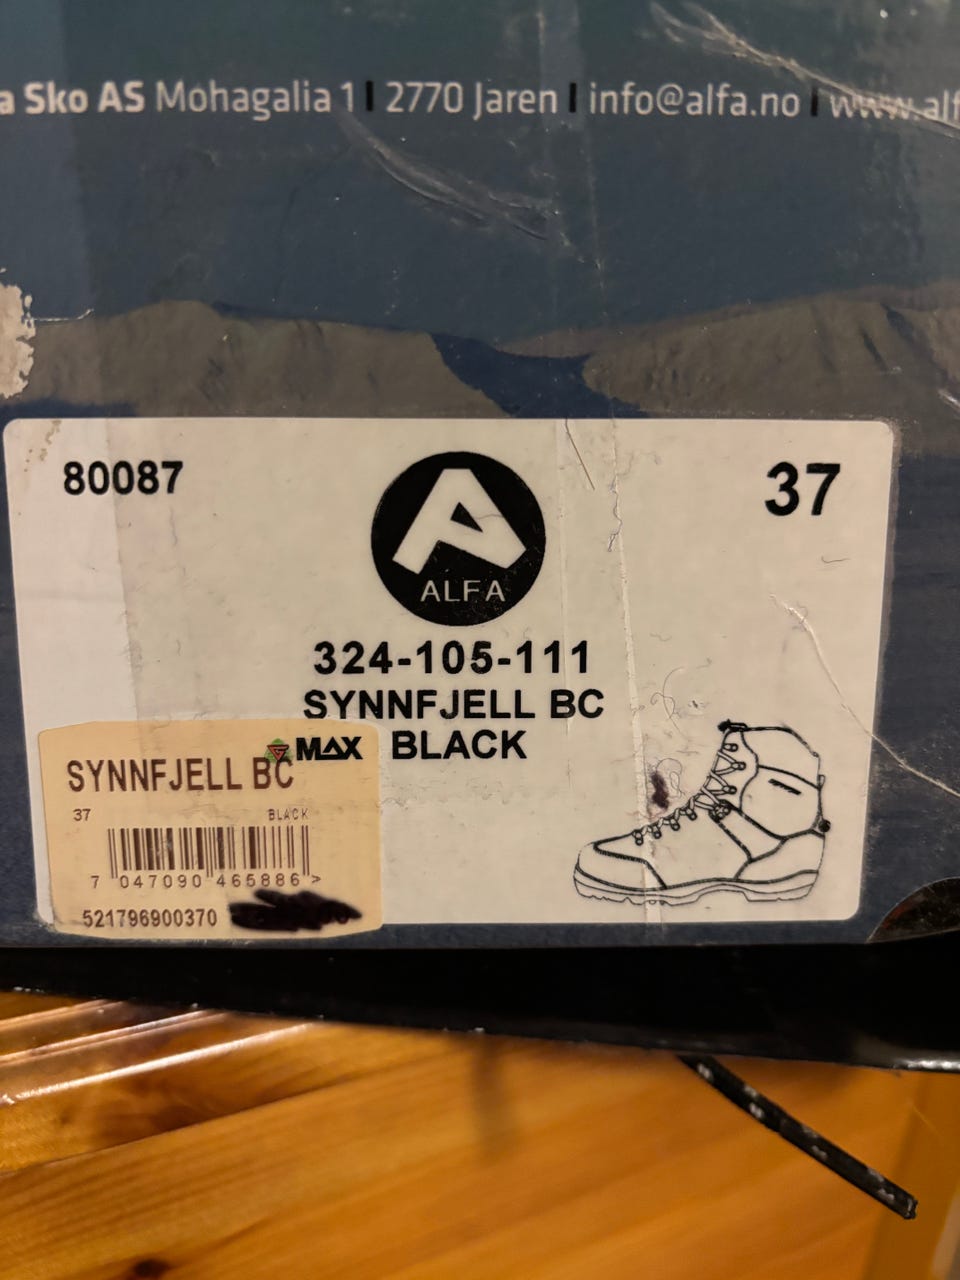 a Sko AS Mohagalia 1 | 2770 Jaren | info@alfa.no | www.alf
80087
37
ALFA
324-105-111
SYNNFJELL BC
MAX BLACK
SYNNFJELL BC
37 BLACK
7 047090 465886 >
521796900370